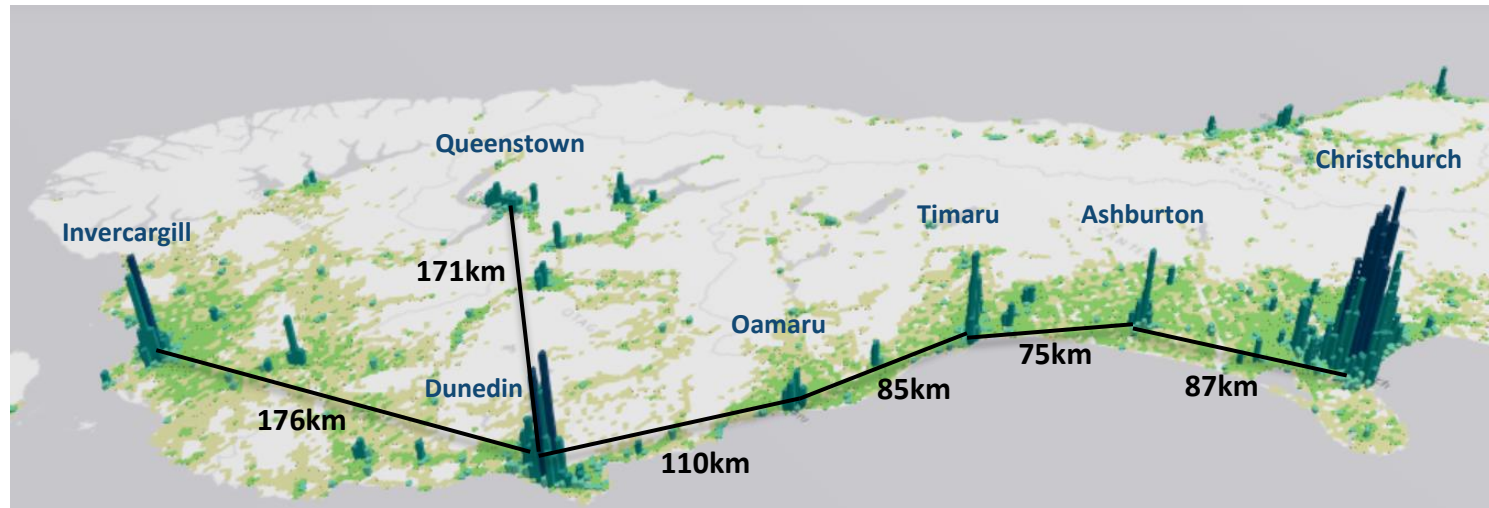 Queenstown
Christchurch
Timaru
Ashburton
Invercargill
171km
Oamaru
75km
Dunedin
85km
87km
176km
110km